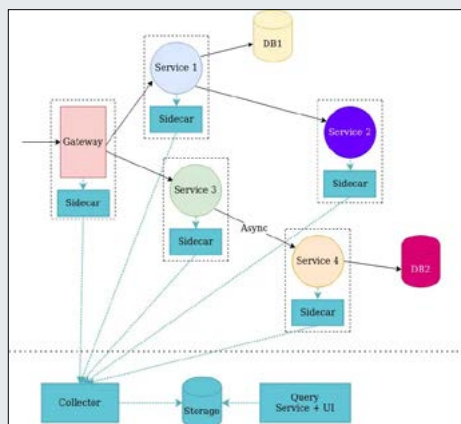 DB1
Service 1
Sidecar
Gateway
Sidecar
Service 2
Sidecar
Service 3
Sidecar
Async
Service 4
Sidecar
DB2
Collector
Storage
Query
Service + UI